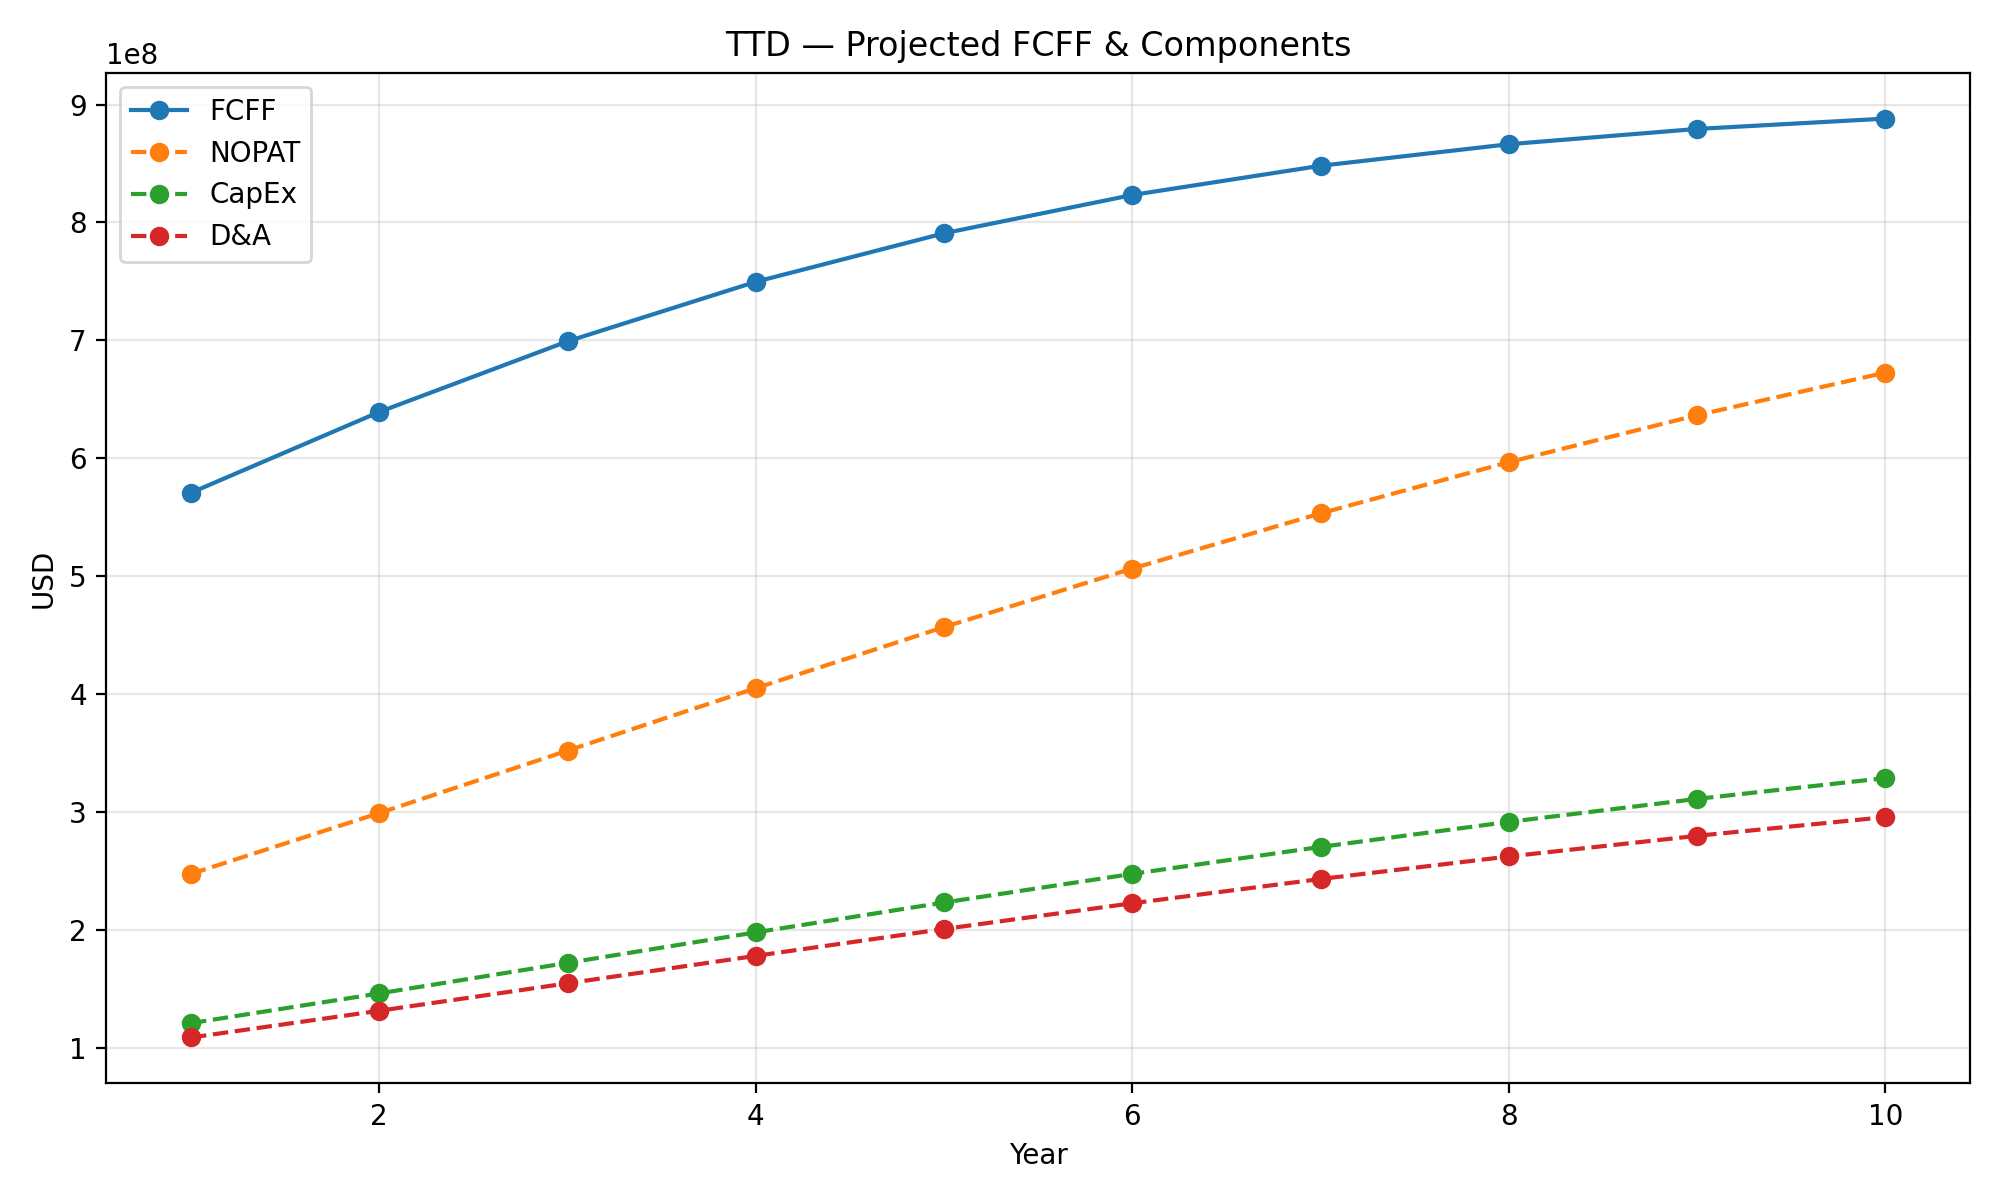 TTD — Projected FCFF & Components
1e8
FCFF
NOPAT
CapEx
D&A
9
8
7
6
5
4
3
2
1
USD
2 4 6 8 10
Year